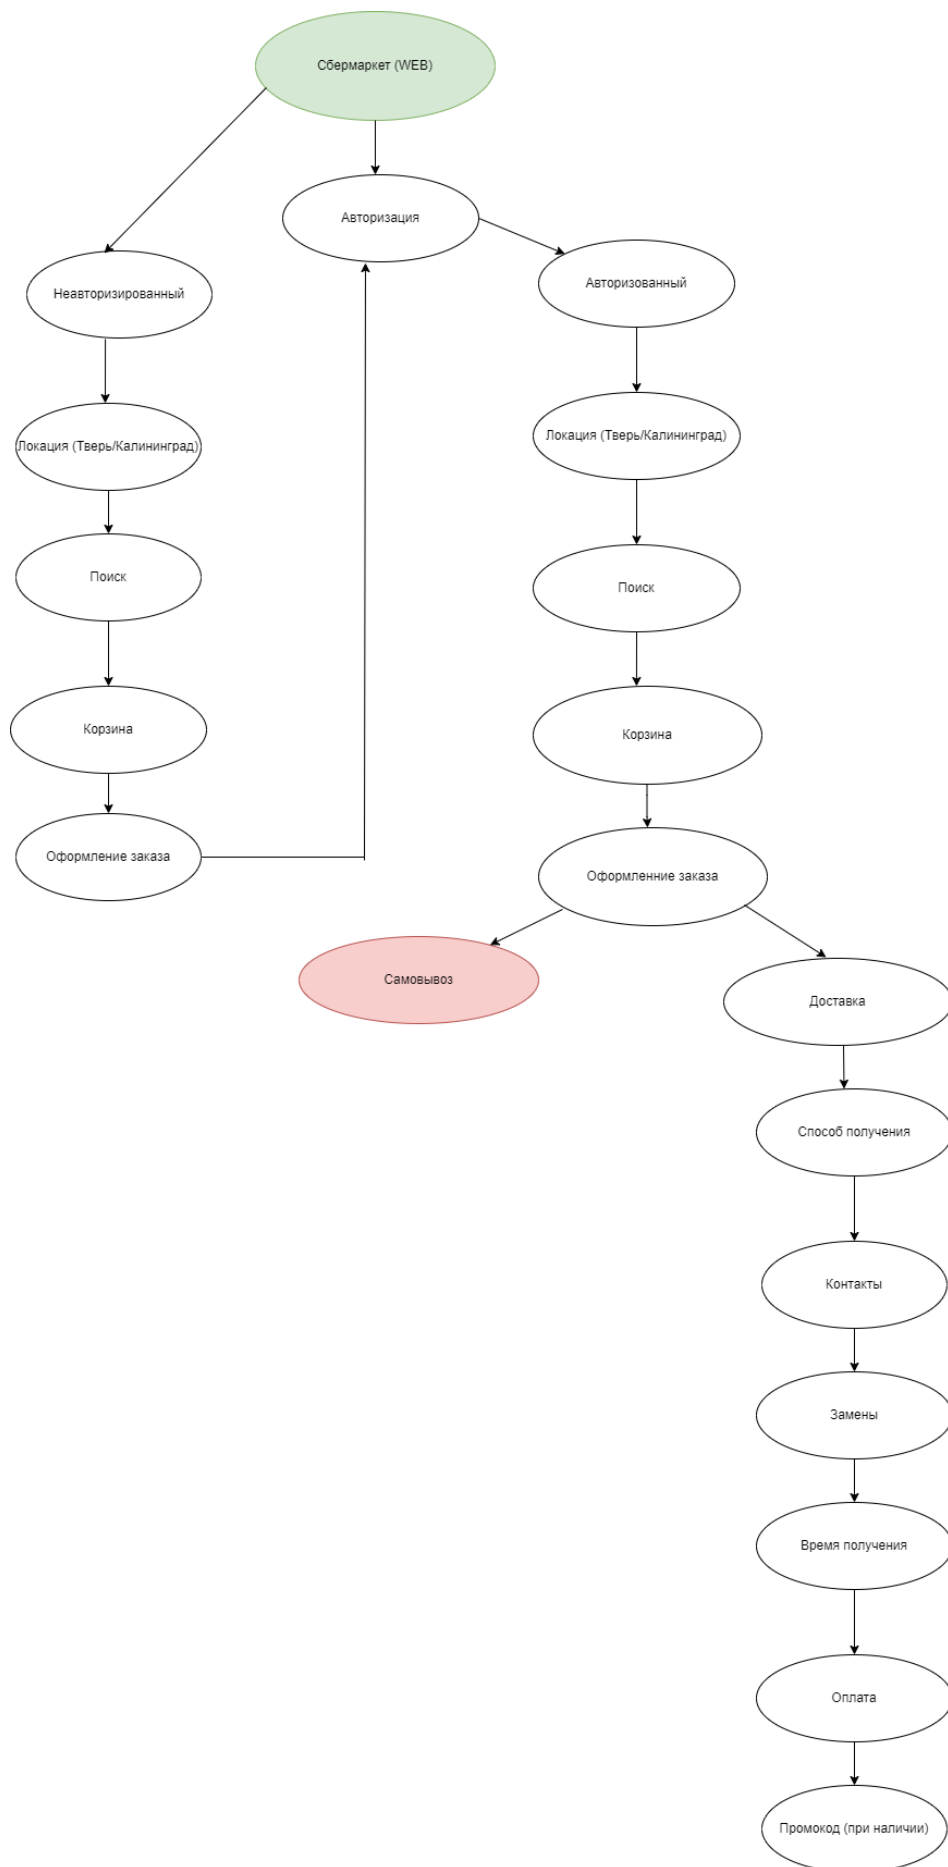 Сбермаркет (WEB)
Авторизация
Неавторизированный
Авторизованный
Локация (Тверь/Калининград)
Локация (Тверь/Калининград)
Поиск
Поиск
Корзина
Корзина
Оформление заказа
Оформленние заказа
Самовывоз
Доставка
Способ получения
Контакты
Замены
Время получения
Оплата
Промокод (при наличии)